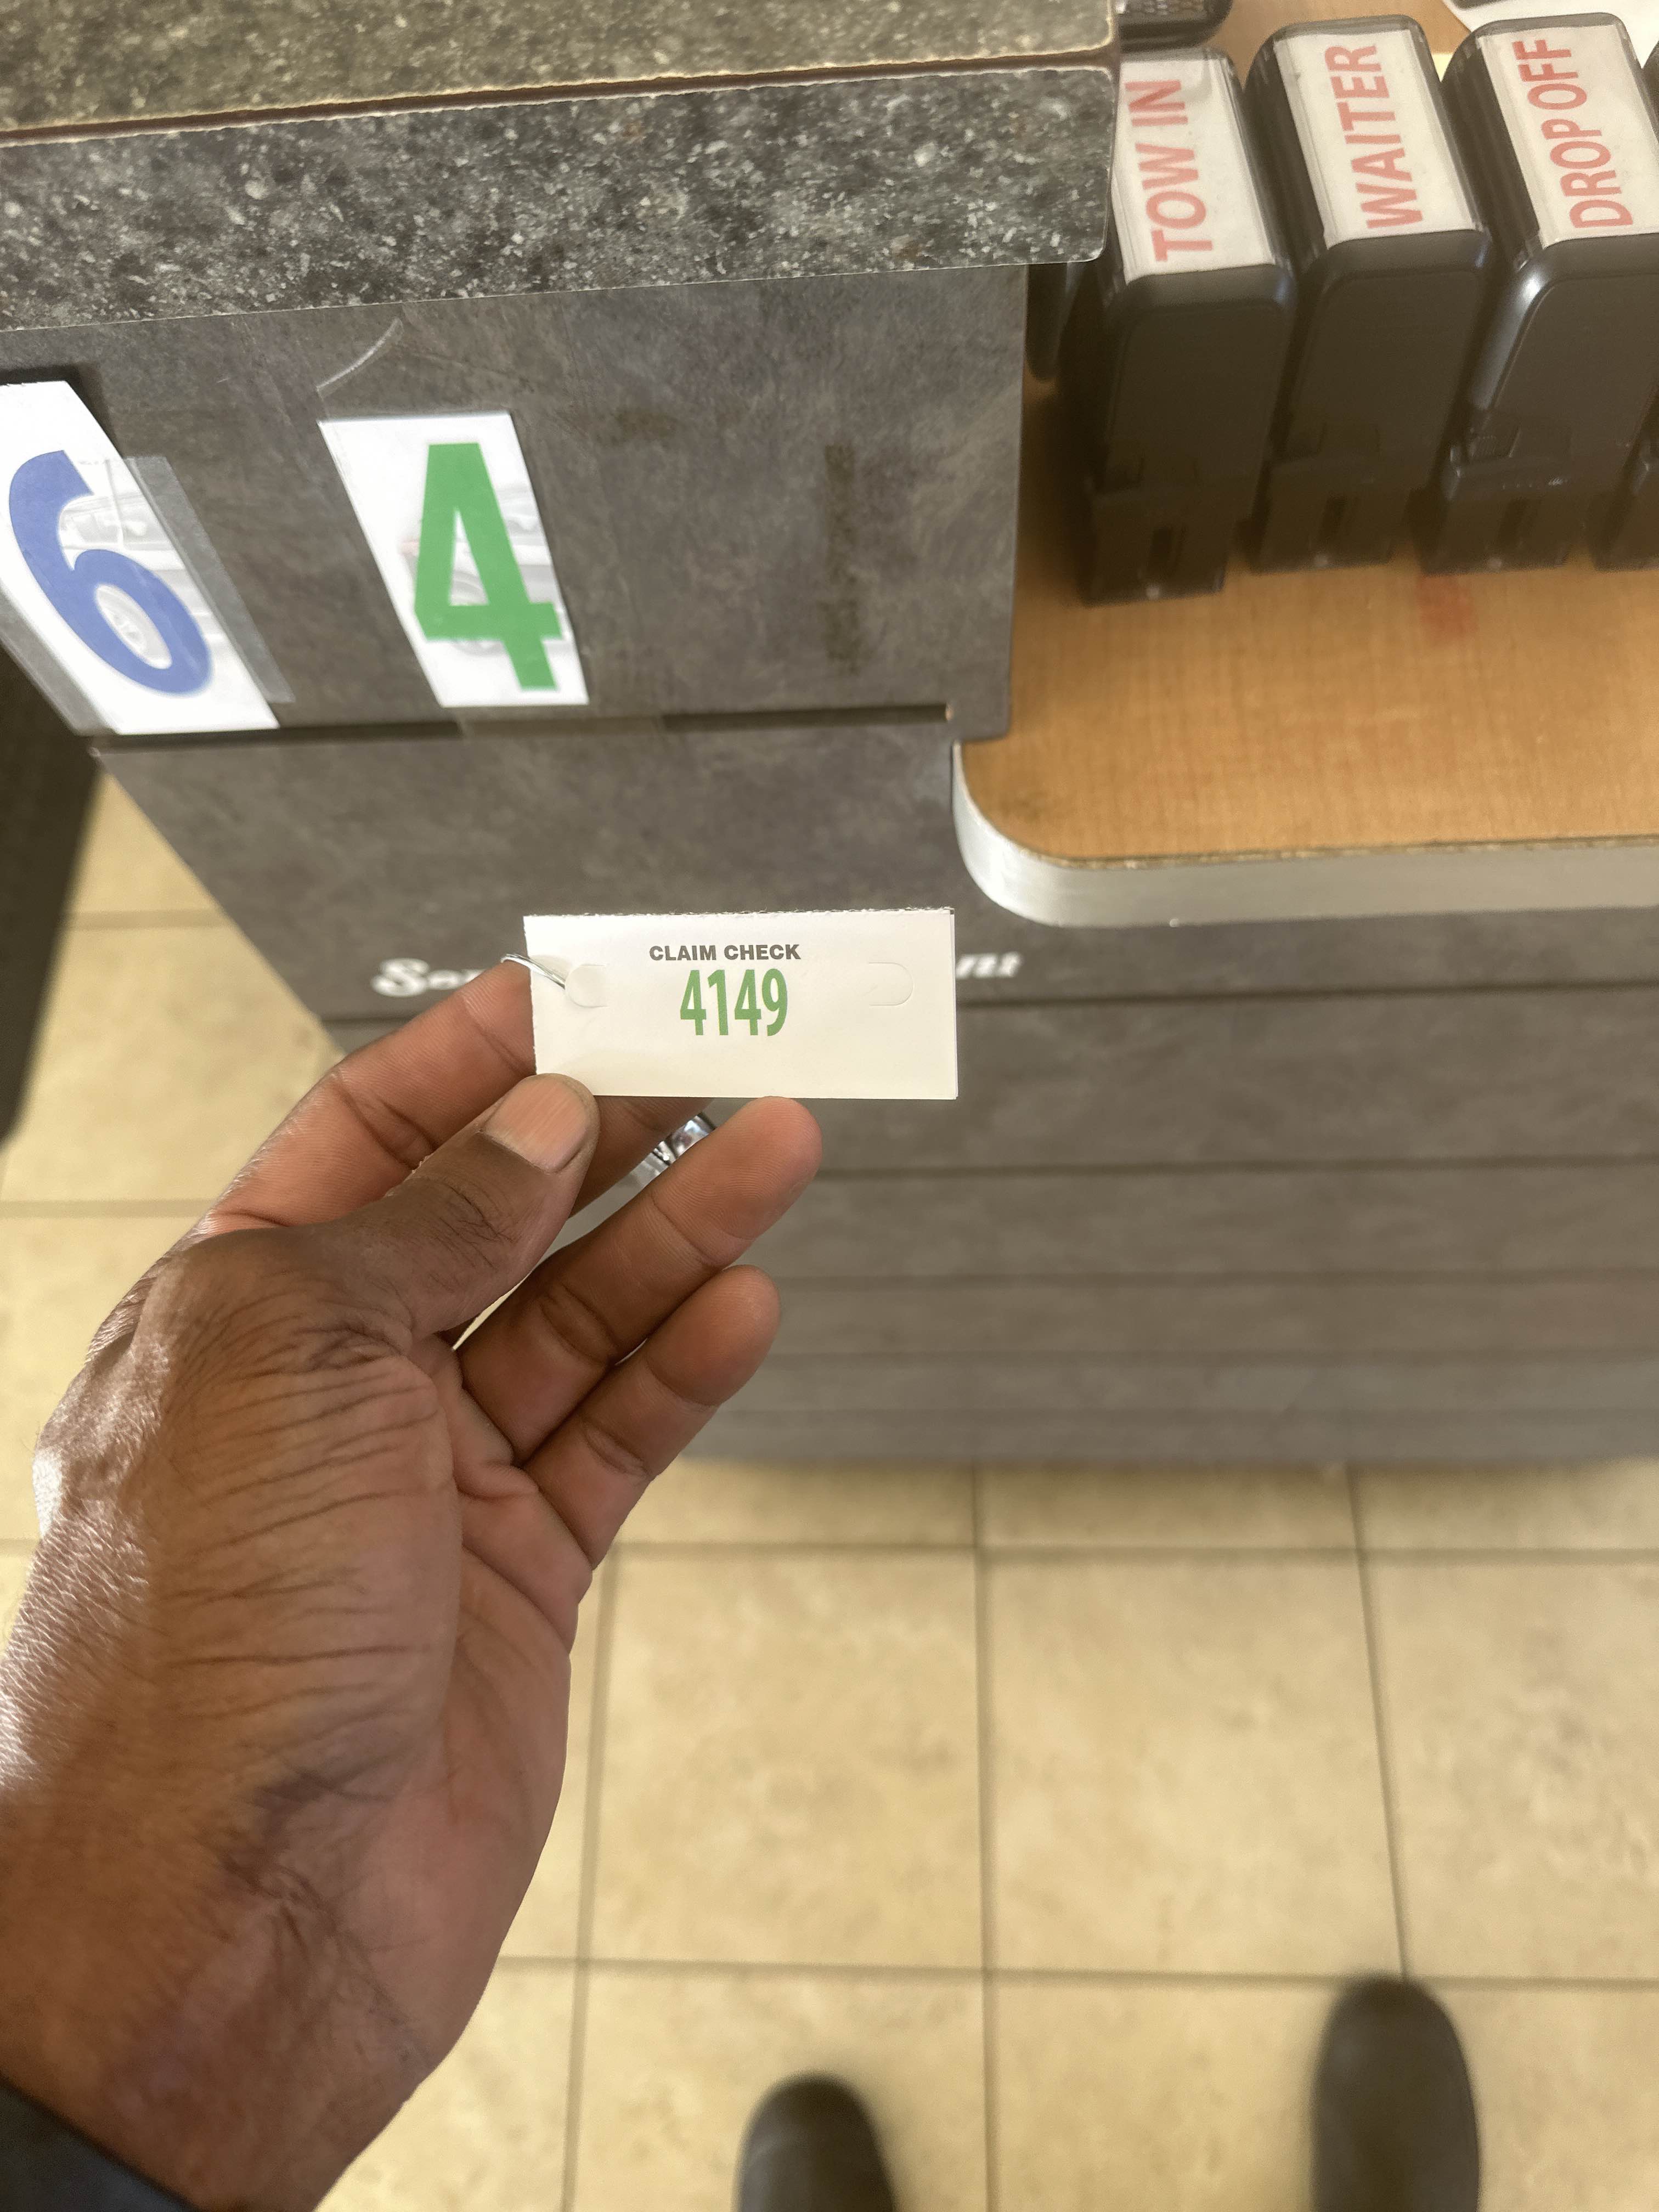 TOW IN
WAITER
DROP OFF
6
4
CLAIM CHECK
4149